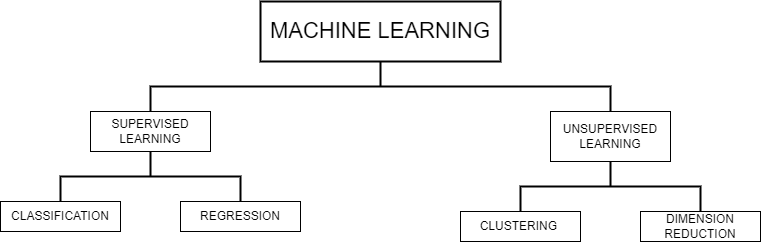 MACHINE LEARNING
SUPERVISED
LEARNING
UNSUPERVISED
LEARNING
CLASSIFICATION
REGRESSION
CLUSTERING
DIMENSION
REDUCTION